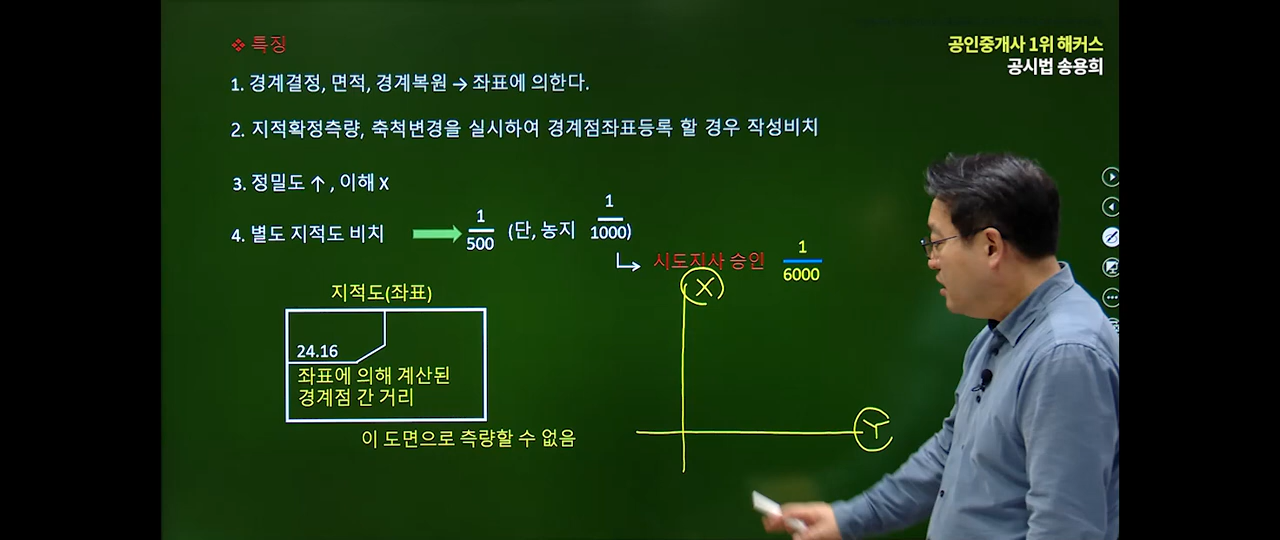 ❖ 특징
공인중개사 1위 해커스
공시법 송용희
1. 경계결정, 면적, 경계복원 → 좌표에 의한다.
2. 지적확정측량, 축척변경을 실시하여 경계점좌표등록 할 경우 작성비치
3. 정밀도 ↑, 이해 X
4. 별도 지적도 비치 → 1/500 (단, 농지 1/1000)
↳ 시도지사 승인 1/6000
지적도(좌표)
X
24.16
좌표에 의해 계산된
경계점 간 거리
Y
이 도면으로 측량할 수 없음